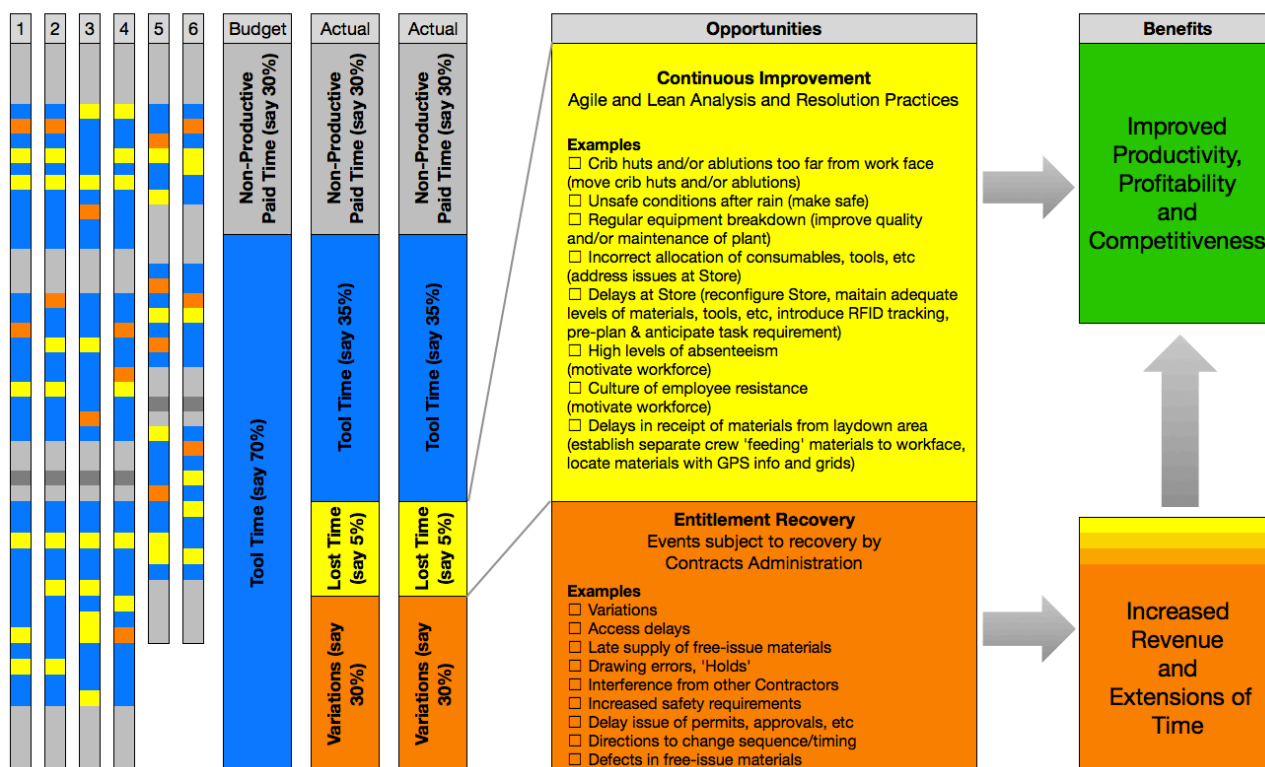 1 2 3 4 5 6
Budget
Actual
Actual
Non-Productive
Paid Time (say 30%)
Tool Time (say 70%)
Non-Productive
Paid Time (say 30%)
Tool Time (say 35%)
Lost Time
(say 5%)
Variations (say
30%)
Non-Productive
Paid Time (say 30%)
Tool Time (say 35%)
Lost Time
(say 5%)
Variations (say
30%)
Opportunities
Continuous Improvement
Agile and Lean Analysis and Resolution Practices
Examples
☐ Crib huts and/or ablutions too far from work face
(move crib huts and/or ablutions)
☐ Unsafe conditions after rain (make safe)
☐ Regular equipment breakdown (improve quality
and/or maintenance of plant)
☐ Incorrect allocation of consumables, tools, etc
(address issues at Store)
☐ Delays at Store (reconfigure Store, maitain adequate
levels of materials, tools, etc, introduce RFID tracking,
pre-plan & anticipate task requirement)
☐ High levels of absenteeism
(motivate workforce)
☐ Culture of employee resistance
(motivate workforce)
☐ Delays in receipt of materials from laydown area
(establish separate crew 'feeding' materials to workface,
locate materials with GPS info and grids)
Entitlement Recovery
Events subject to recovery by
Contracts Administration
Examples
☐ Variations
☐ Access delays
☐ Late supply of free-issue materials
☐ Drawing errors, 'Holds'
☐ Interference from other Contractors
☐ Increased safety requirements
☐ Delay issue of permits, approvals, etc
☐ Directions to change sequence/timing
☐ Defects in free-issue materials
Benefits
Improved
Productivity,
Profitability
and
Competitiveness
Increased
Revenue
and
Extensions of
Time